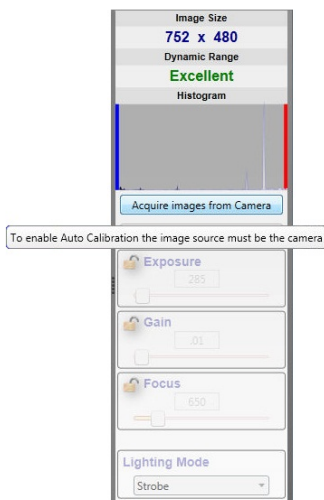 Image Size
752 x 480
Dynamic Range
Excellent
Histogram
Acquire images from Camera
To enable Auto Calibration the image source must be the camera
Exposure
285
Gain
.01
Focus
650
Lighting Mode
Strobe